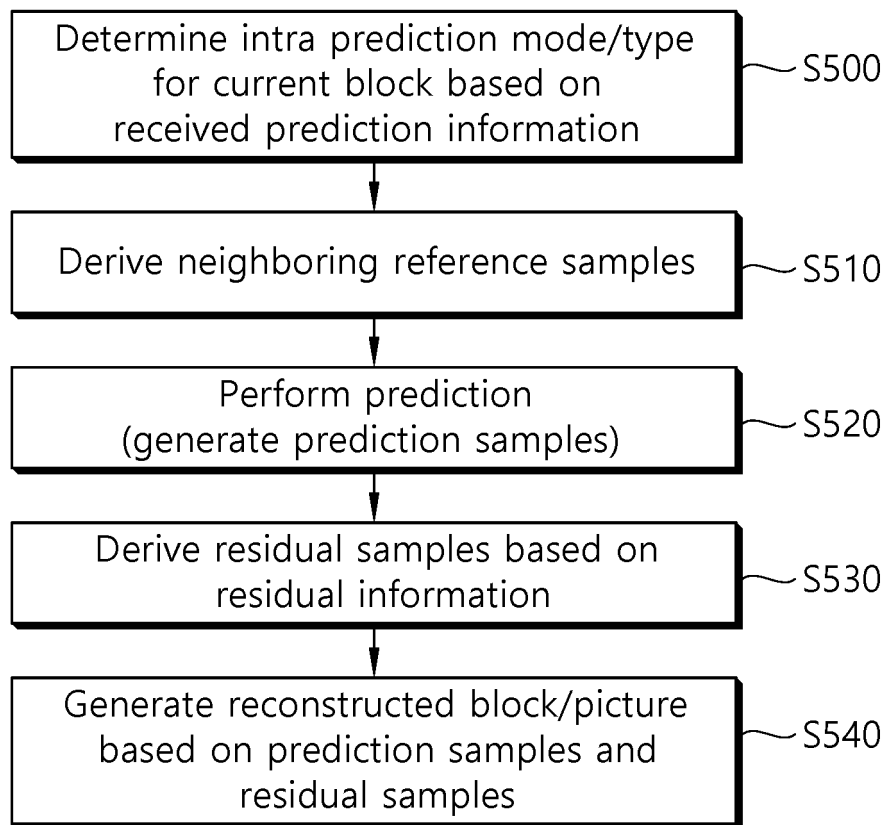 Determine intra prediction mode/type
for current block based on
received prediction information
S500
Derive neighboring reference samples
S510
Perform prediction
(generate prediction samples)
S520
Derive residual samples based on
residual information
S530
Generate reconstructed block/picture
based on prediction samples and
residual samples
S540